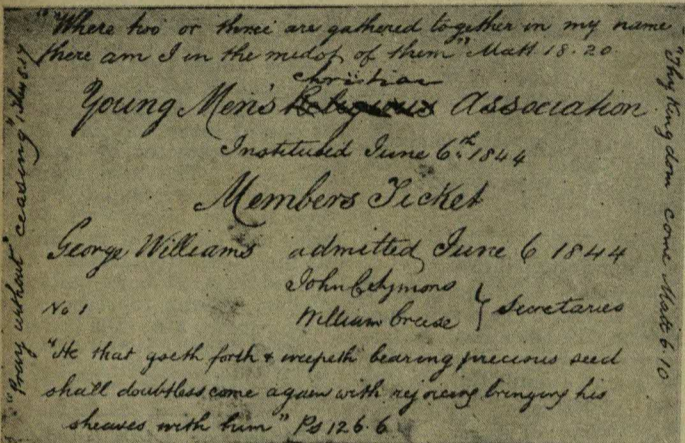 "Where two or three are gathered together in my name
there am I in the midst of them" Matt 18.20.
Christian
Young Men's Religious Association
Instituted June 6th 1844
Members Ticket
George Williams admitted June 6 1844
John C Symons
No 1
William Creese } Secretaries
"He that goeth forth & weepeth bearing precious seed
shall doubtless come again with rejoicing bringing his
sheaves with him" Ps 126.6
"Pray without ceasing" 1 Thess 5 17
"Thy Kingdom come Matt 6.10